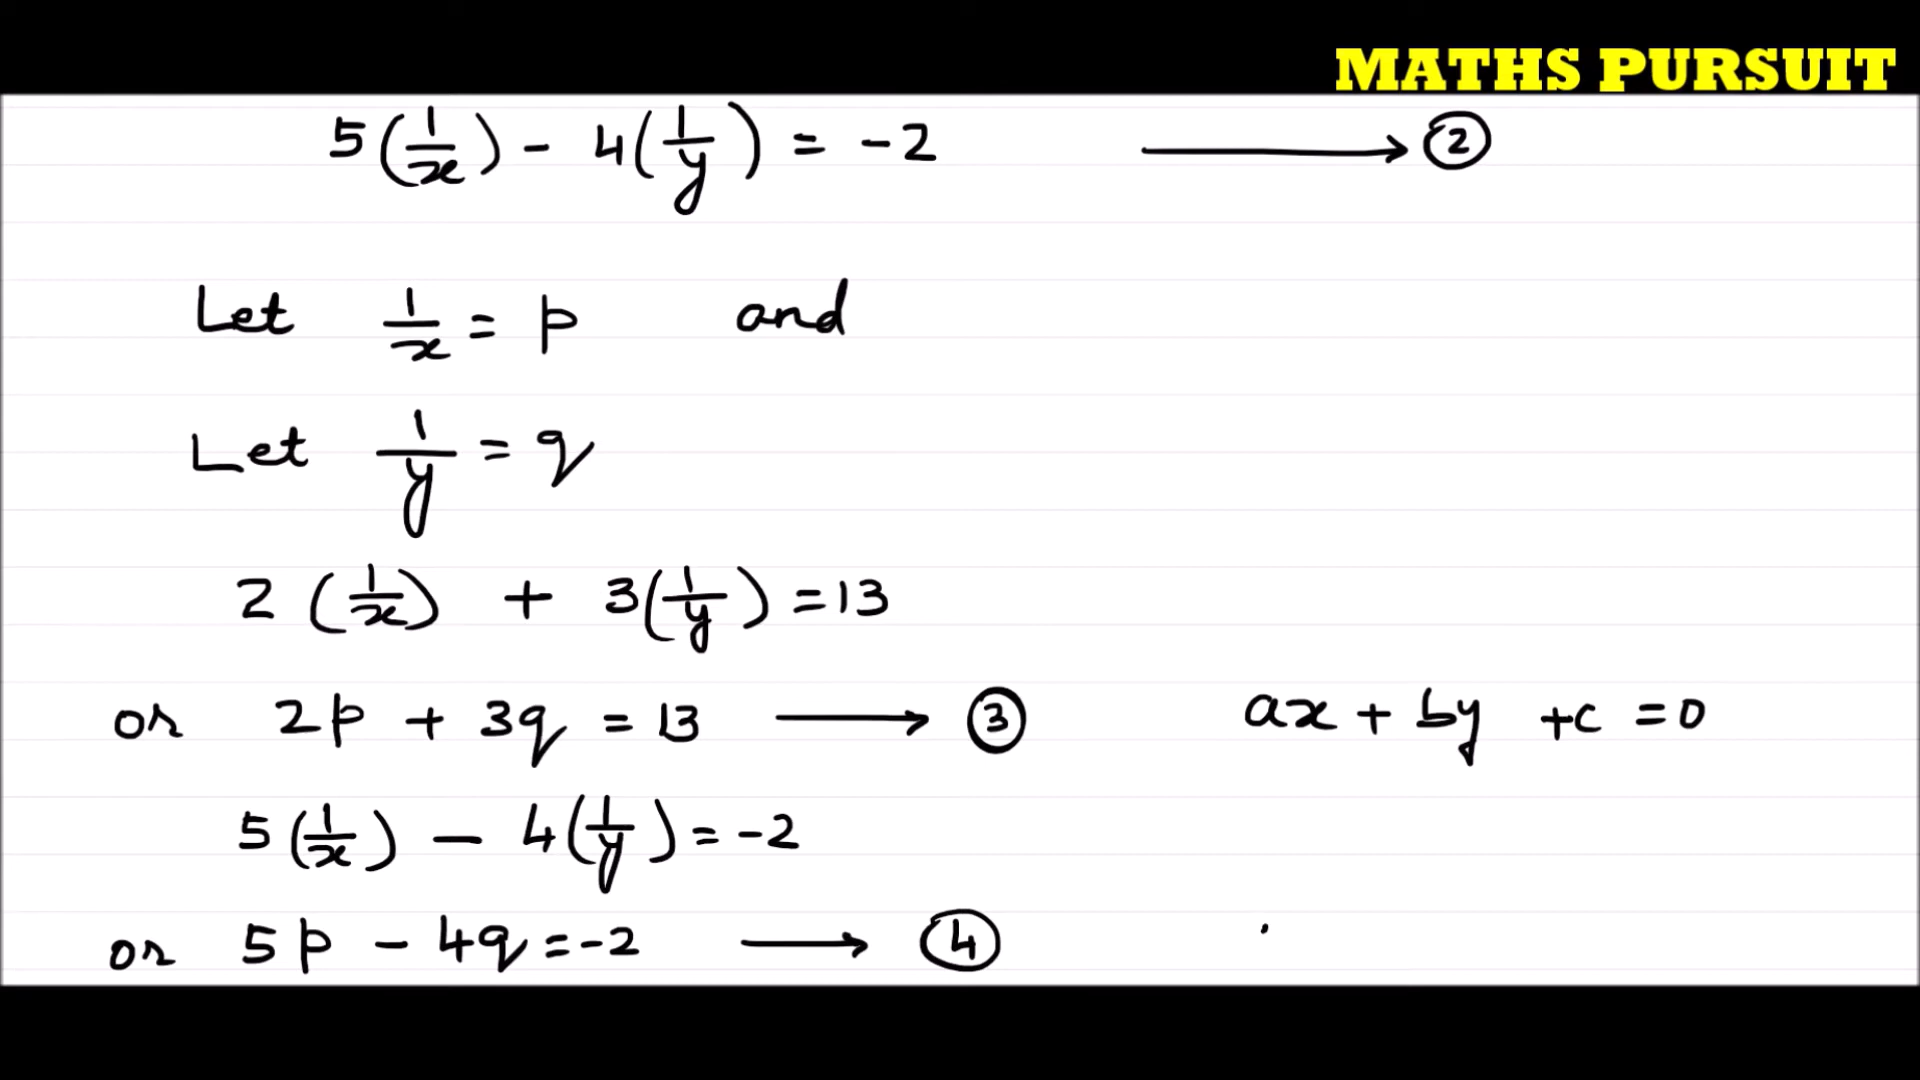 MATHS PURSUIT
5(1/x) - 4(1/y) = -2 ⟶ ②
Let 1/x = p and
Let 1/y = q
2 (1/x) + 3(1/y) = 13
or 2p + 3q = 13 ⟶ ③ ax + by + c = 0
5(1/x) - 4(1/y) = -2
or 5p - 4q = -2 ⟶ ④